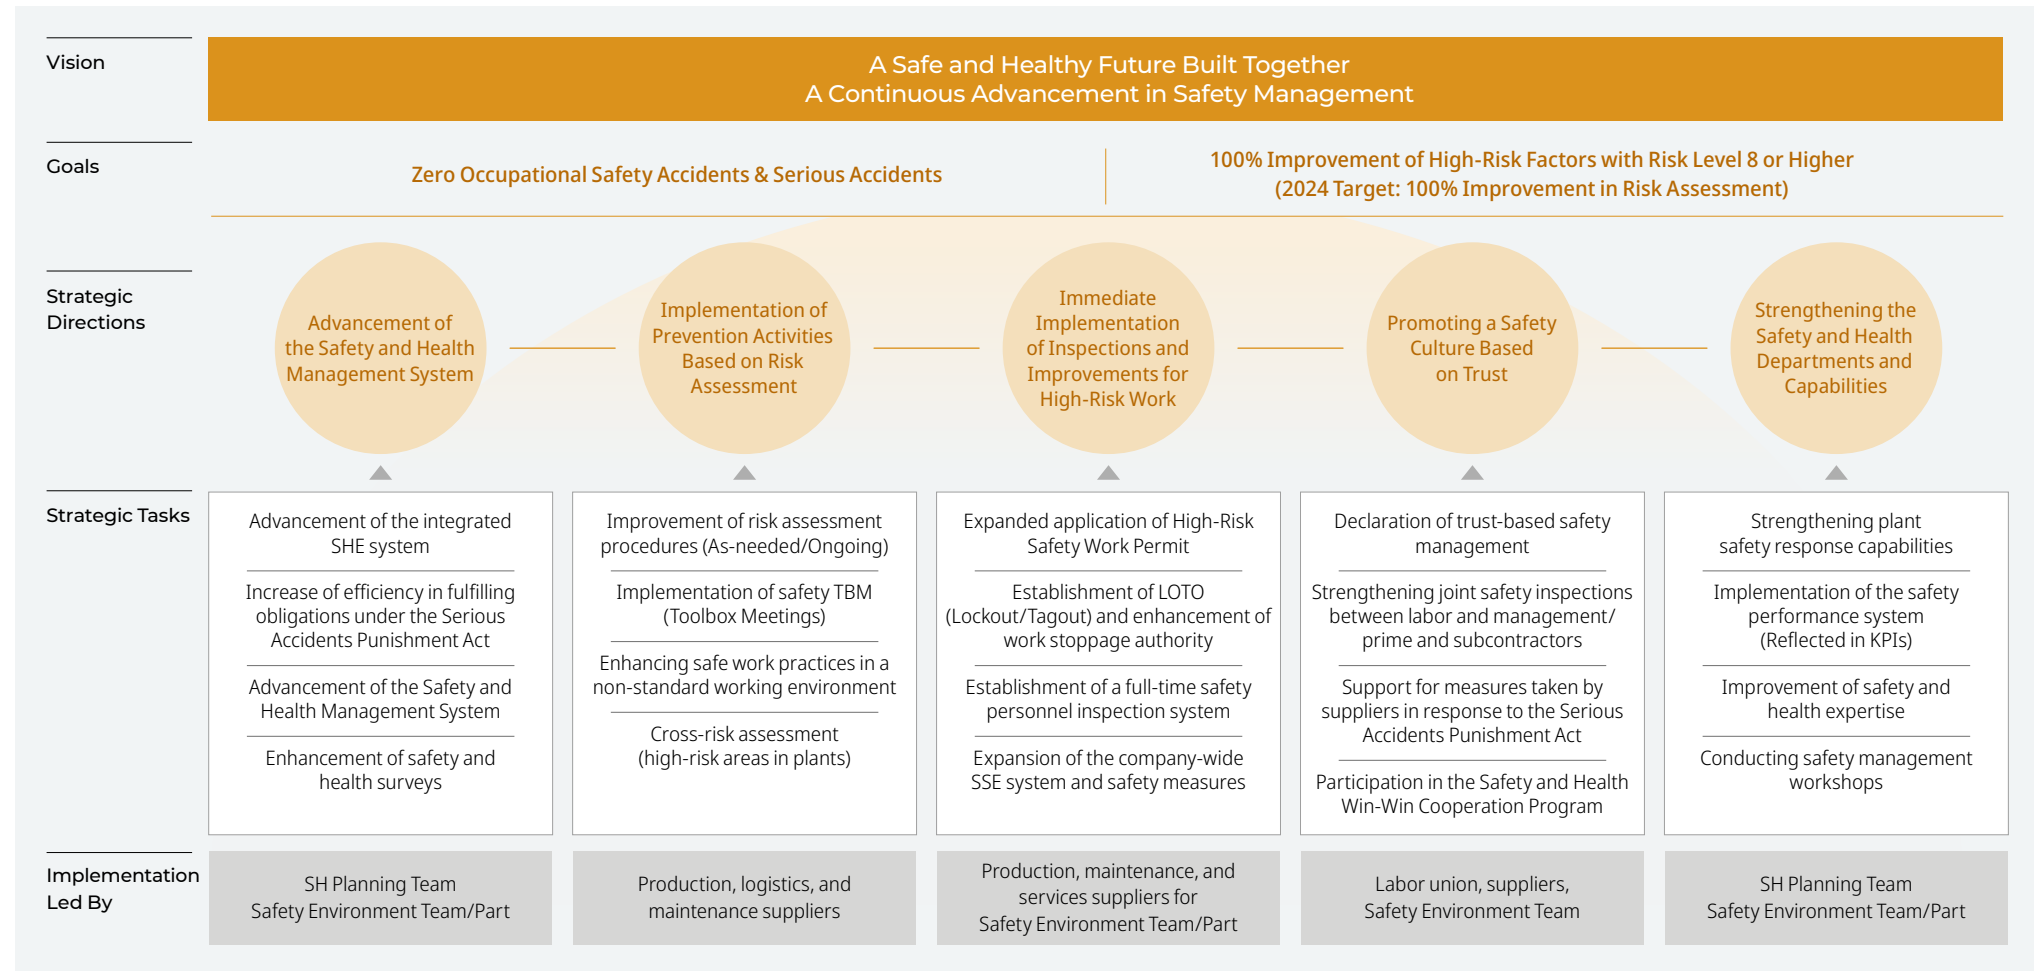 Vision
A Safe and Healthy Future Built Together
A Continuous Advancement in Safety Management
Goals
Zero Occupational Safety Accidents & Serious Accidents
100% Improvement of High-Risk Factors with Risk Level 8 or Higher
(2024 Target: 100% Improvement in Risk Assessment)
Strategic
Directions
Advancement of
the Safety and Health
Management System
Implementation of
Prevention Activities
Based on Risk
Assessment
Immediate
Implementation
of Inspections and
Improvements for
High-Risk Work
Promoting a Safety
Culture Based
on Trust
Strengthening the
Safety and Health
Departments and
Capabilities
Strategic Tasks
Advancement of the integrated
SHE system
Increase of efficiency in fulfilling
obligations under the Serious
Accidents Punishment Act
Advancement of the Safety and
Health Management System
Enhancement of safety and
health surveys
Improvement of risk assessment
procedures (As-needed/Ongoing)
Implementation of safety TBM
(Toolbox Meetings)
Enhancing safe work practices in a
non-standard working environment
Cross-risk assessment
(high-risk areas in plants)
Expanded application of High-Risk
Safety Work Permit
Establishment of LOTO
(Lockout/Tagout) and enhancement of
work stoppage authority
Establishment of a full-time safety
personnel inspection system
Expansion of the company-wide
SSE system and safety measures
Declaration of trust-based safety
management
Strengthening joint safety inspections
between labor and management/
prime and subcontractors
Support for measures taken by
suppliers in response to the Serious
Accidents Punishment Act
Participation in the Safety and Health
Win-Win Cooperation Program
Strengthening plant
safety response capabilities
Implementation of the safety
performance system
(Reflected in KPIs)
Improvement of safety and
health expertise
Conducting safety management
workshops
Implementation
Led By
SH Planning Team
Safety Environment Team/Part
Production, logistics, and
maintenance suppliers
Production, maintenance, and
services suppliers for
Safety Environment Team/Part
Labor union, suppliers,
Safety Environment Team
SH Planning Team
Safety Environment Team/Part